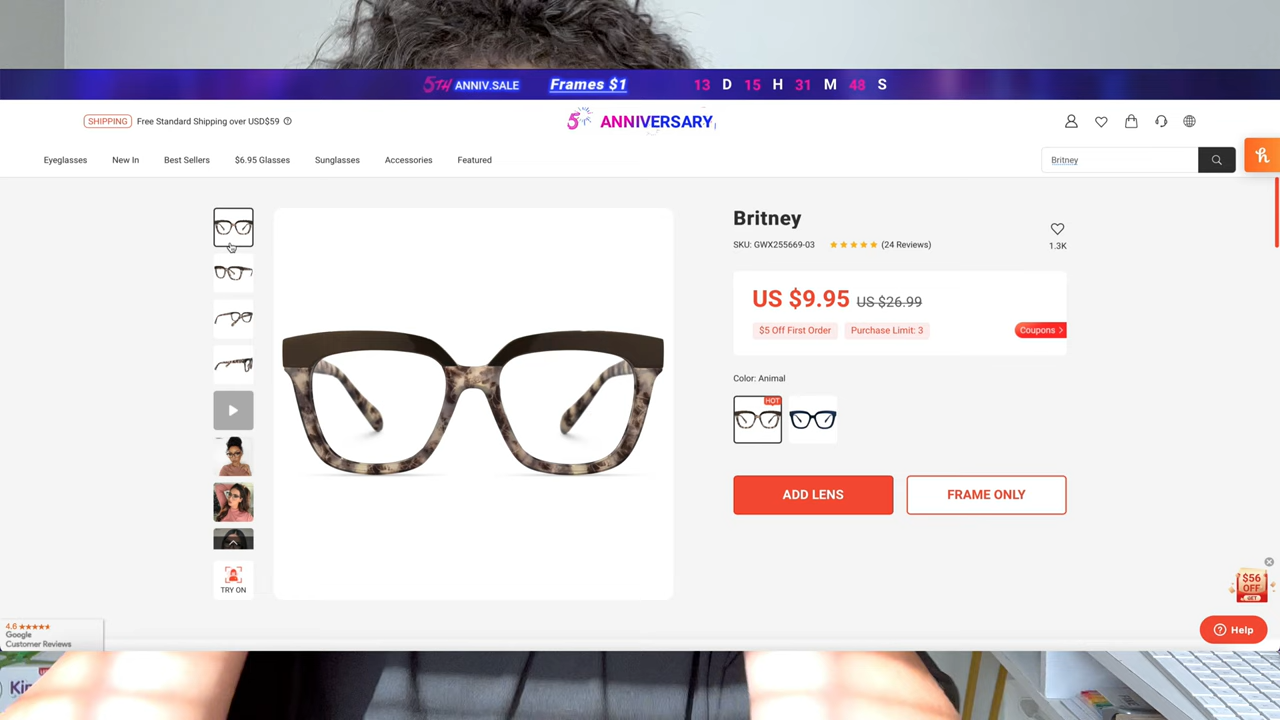 5TH ANNIV.SALE Frames $1 13 D 15 H 31 M 48 S
SHIPPING Free Standard Shipping over USD$59
5 ANNIVERSARY
Eyeglasses New In Best Sellers $6.95 Glasses Sunglasses Accessories Featured
Britney
Britney
SKU: GWX255669-03 (24 Reviews)
1.3K
US $9.95 US $26.99
$5 Off First Order Purchase Limit: 3 Coupons >
Color: Animal
HOT
ADD LENS FRAME ONLY
TRY ON
$56
OFF
GET
Help
4.6
Google
Customer Reviews